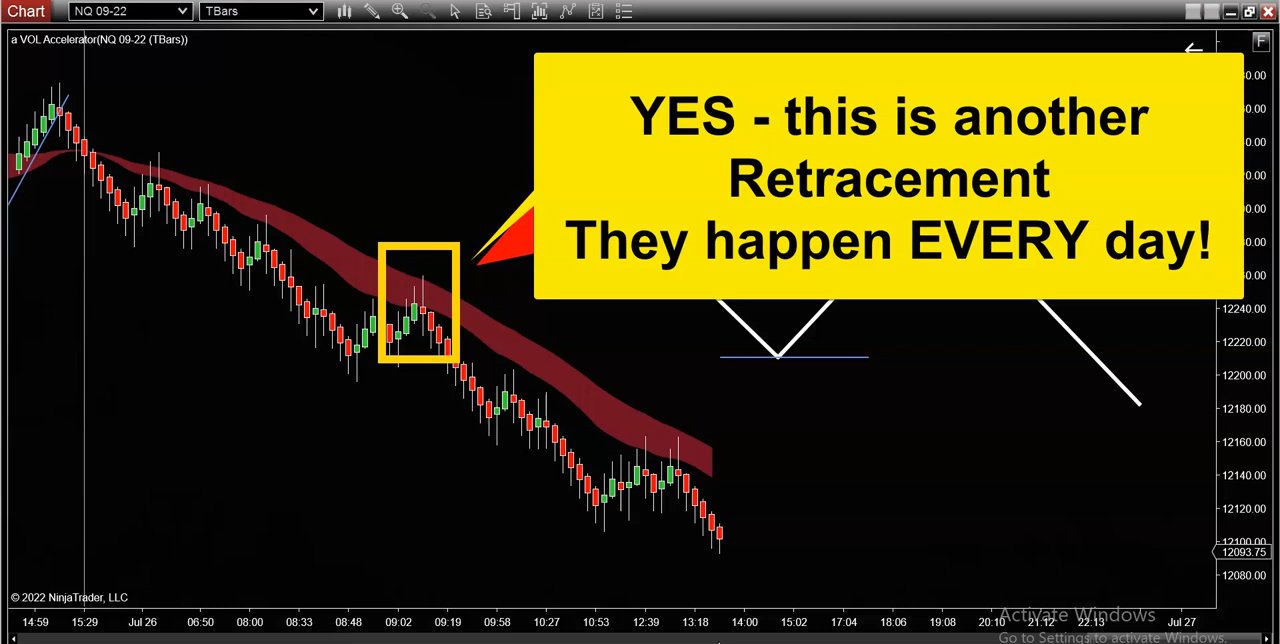 Chart NQ 09-22 TBars
a VOL Accelerator(NQ 09-22 (TBars))
F
YES - this is another
Retracement
They happen EVERY day!
12240.00
12220.00
12200.00
12180.00
12160.00
12140.00
12120.00
12100.00
12093.75
12080.00
© 2022 NinjaTrader, LLC
14:59 15:29 Jul 26 06:50 08:00 08:48 09:02 09:19 09:58 10:27 10:53 12:39 13:18 14:00 15:02 17:04 18:06 19:08 20:10 21:12 22:13 Jul 27
Activate Windows
Go to Settings to activate Windows.